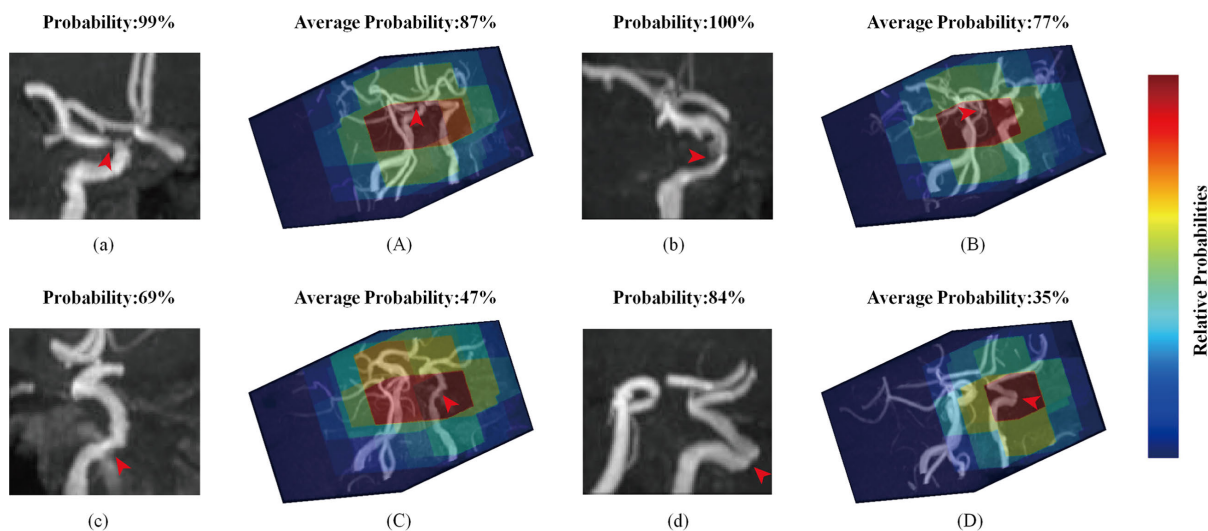 Probability:99%
Average Probability:87%
Probability:100%
Average Probability:77%
(a)
(A)
(b)
(B)
Probability:69%
Average Probability:47%
Probability:84%
Average Probability:35%
(c)
(C)
(d)
(D)
Relative Probabilities